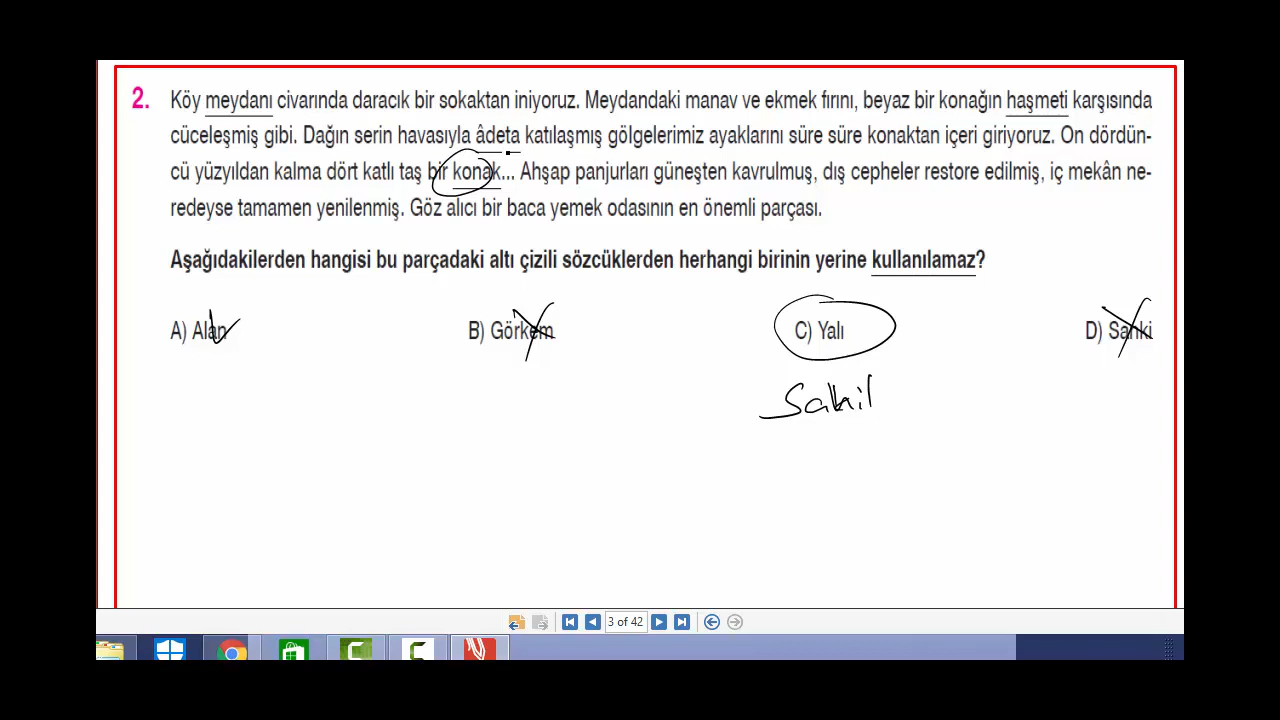 2. Köy meydanı civarında daracık bir sokaktan iniyoruz. Meydandaki manav ve ekmek fırını, beyaz bir konağın haşmeti karşısında
cüceleşmiş gibi. Dağın serin havasıyla âdeta katılaşmış gölgelerimiz ayaklarını süre süre konaktan içeri giriyoruz. On dördün-
cü yüzyıldan kalma dört katlı taş bir konak... Ahşap panjurları güneşten kavrulmuş, dış cepheler restore edilmiş, iç mekân ne-
redeyse tamamen yenilenmiş. Göz alıcı bir baca yemek odasının en önemli parçası.
Aşağıdakilerden hangisi bu parçadaki altı çizili sözcüklerden herhangi birinin yerine kullanılamaz?
A) Alan B) Görkem C) Yalı D) Sanki
Sahil
3 of 42